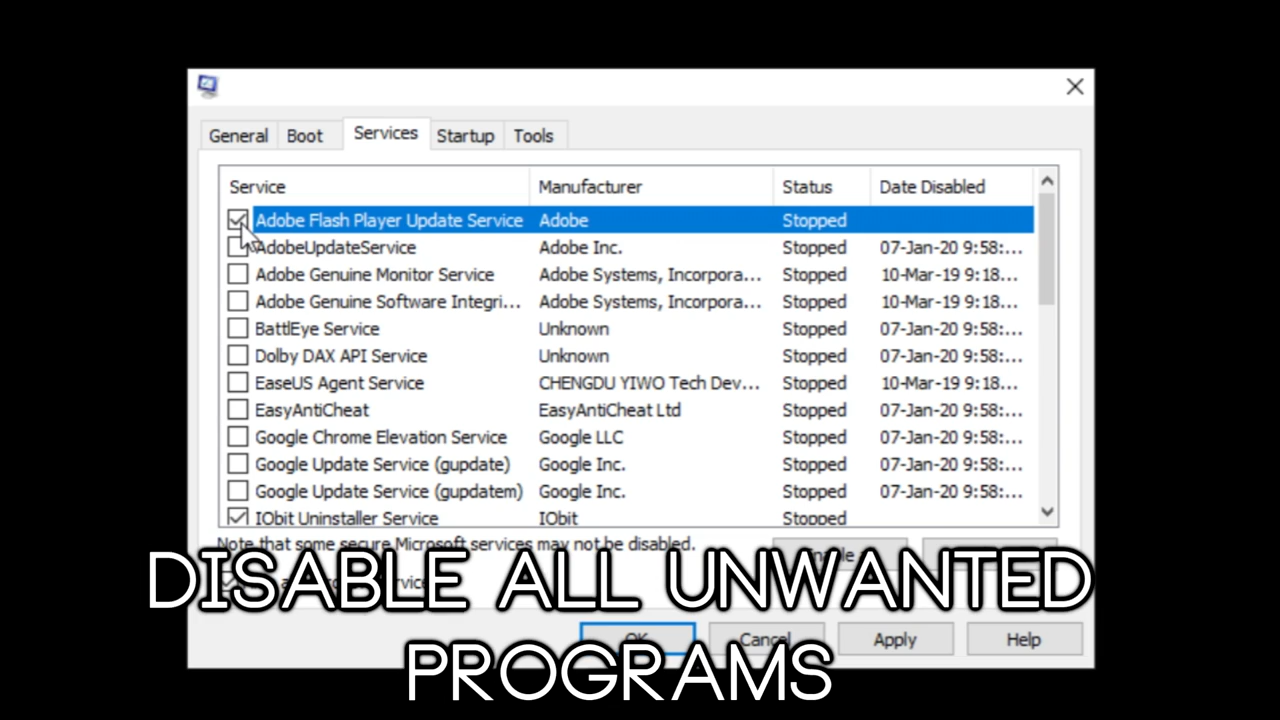 General Boot Services Startup Tools
Service Manufacturer Status Date Disabled
Adobe Flash Player Update Service Adobe Stopped
AdobeUpdateService Adobe Inc. Stopped 07-Jan-20 9:58:...
Adobe Genuine Monitor Service Adobe Systems, Incorpora... Stopped 10-Mar-19 9:18...
Adobe Genuine Software Integri... Adobe Systems, Incorpora... Stopped 10-Mar-19 9:18...
BattlEye Service Unknown Stopped 07-Jan-20 9:58:...
Dolby DAX API Service Unknown Stopped 07-Jan-20 9:58:...
EaseUS Agent Service CHENGDU YIWO Tech Dev... Stopped 10-Mar-19 9:18...
EasyAntiCheat EasyAntiCheat Ltd Stopped 07-Jan-20 9:58:...
Google Chrome Elevation Service Google LLC Stopped 07-Jan-20 9:58:...
Google Update Service (gupdate) Google Inc. Stopped 07-Jan-20 9:58:...
Google Update Service (gupdatem) Google Inc. Stopped 07-Jan-20 9:58:...
IObit Uninstaller Service IObit Stopped
Note that some secure Microsoft services may not be disabled.
DISABLE ALL UNWANTED
OK Cancel Apply Help
PROGRAMS